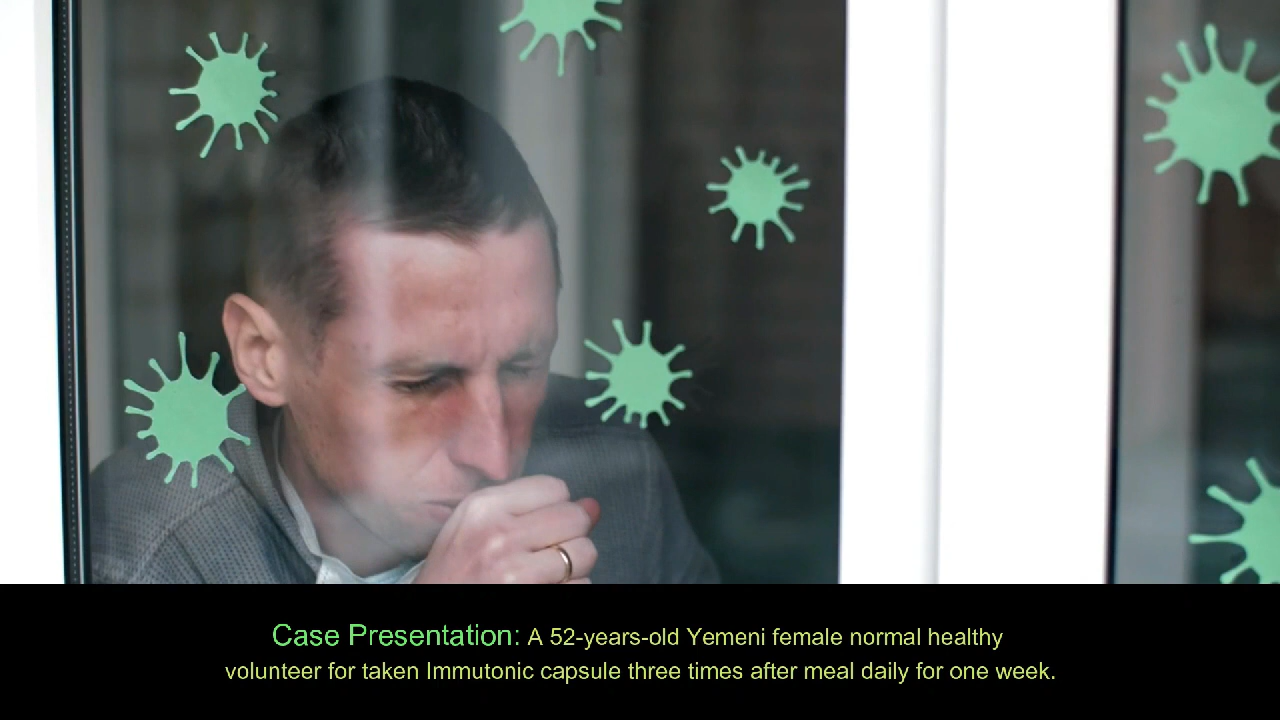 Case Presentation: A 52-years-old Yemeni female normal healthy
volunteer for taken Immutonic capsule three times after meal daily for one week.